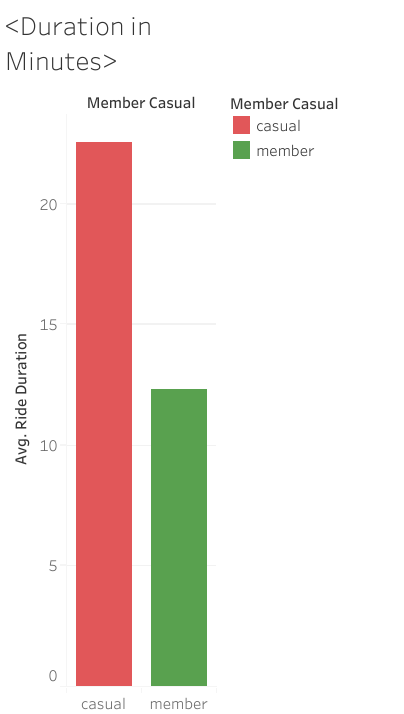 <Duration in
Minutes>
Member Casual
Member Casual
casual
member
Avg. Ride Duration
20
15
10
5
0
casual
member